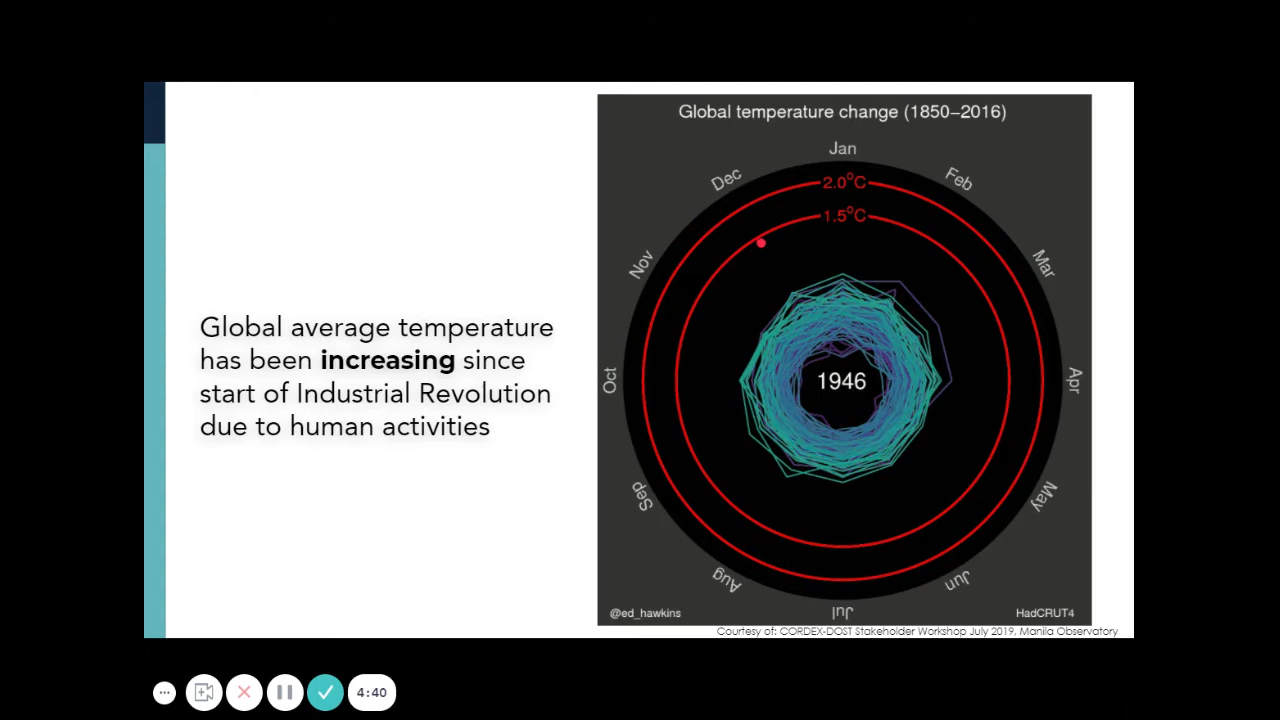 Global temperature change (1850–2016)
Jan
Dec
Feb
2.0°C
1.5°C
Nov
Mar
Global average temperature
has been increasing since
start of Industrial Revolution
due to human activities
1946
Oct
Apr
Sep
May
Aug
Jun
Jul
@ed_hawkins
HadCRUT4
Courtesy of: CORDEX-DOST Stakeholder Workshop July 2019, Manila Observatory
4:40